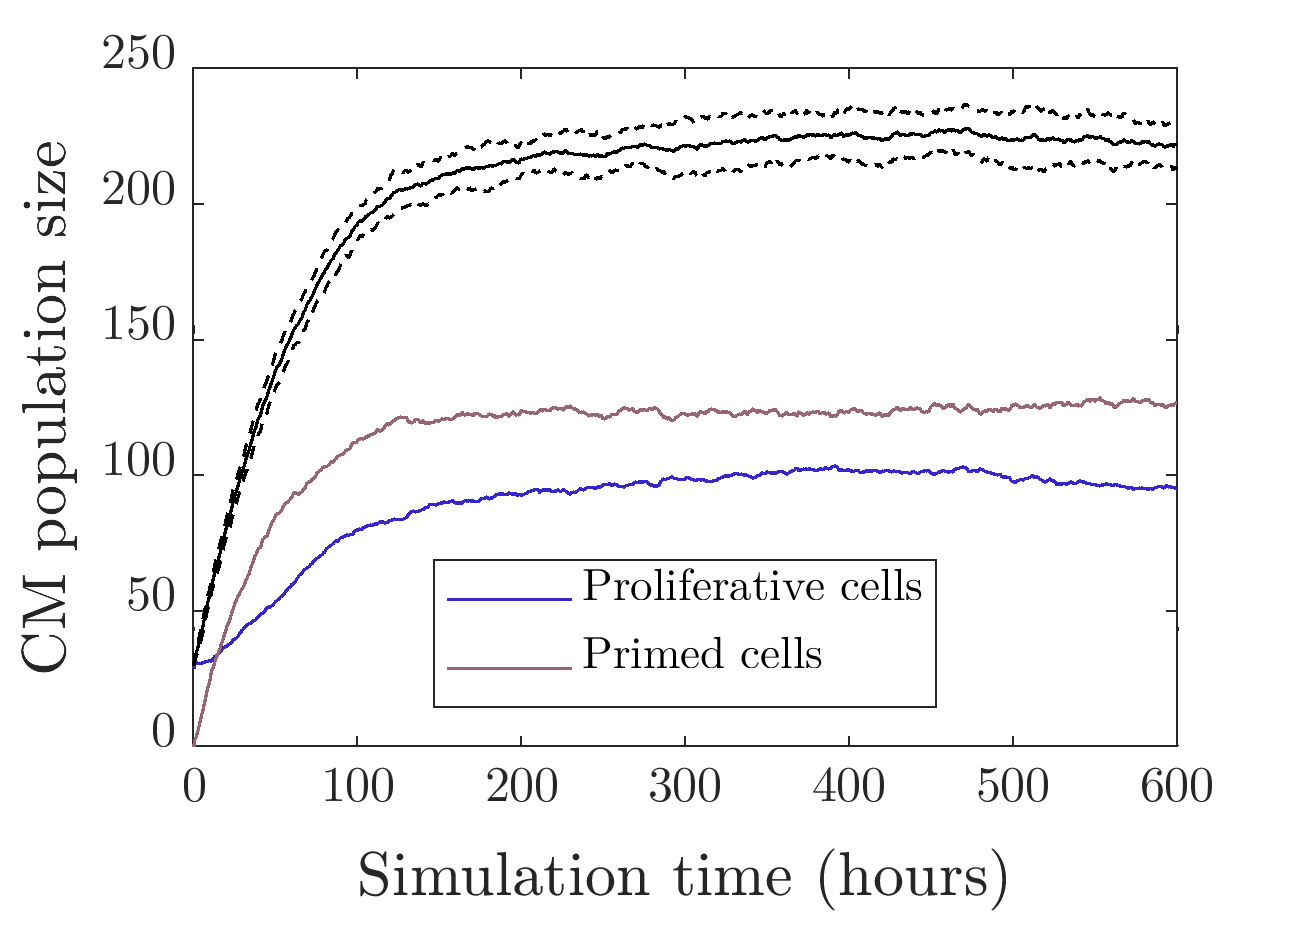 250
200
150
100
50
0
CM population size
Proliferative cells
Primed cells
0 100 200 300 400 500 600
Simulation time (hours)